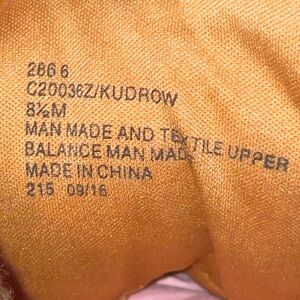 266 6
C20036Z/KUDROW
8½M
MAN MADE AND TEXTILE UPPER
BALANCE MAN MADE
MADE IN CHINA
215 09/16